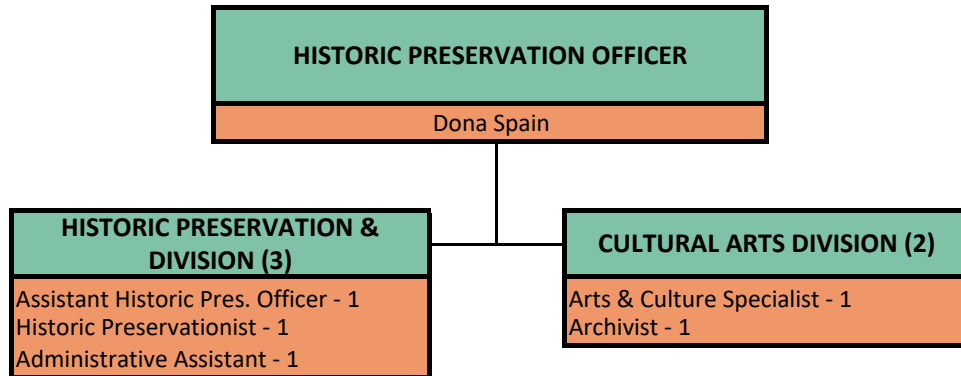 HISTORIC PRESERVATION OFFICER
Dona Spain
HISTORIC PRESERVATION &
DIVISION (3)
Assistant Historic Pres. Officer - 1
Historic Preservationist - 1
Administrative Assistant - 1
CULTURAL ARTS DIVISION (2)
Arts & Culture Specialist - 1
Archivist - 1